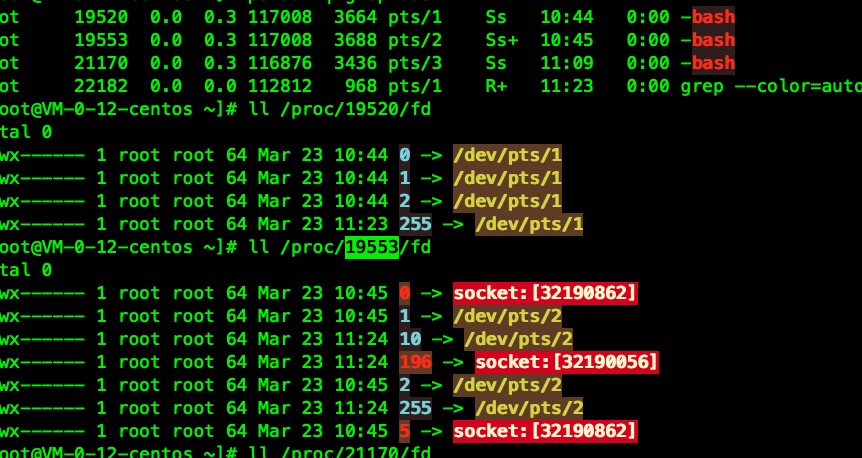 ot     19520  0.0  0.3 117008  3664 pts/1    Ss   10:44   0:00 -bash
ot     19553  0.0  0.3 117008  3688 pts/2    Ss+  10:45   0:00 -bash
ot     21170  0.0  0.3 116876  3436 pts/3    Ss   11:09   0:00 -bash
ot     22182  0.0  0.0 112812   968 pts/1    R+   11:23   0:00 grep --color=auto
oot@VM-0-12-centos ~]# ll /proc/19520/fd
tal 0
wx------ 1 root root 64 Mar 23 10:44 0 -> /dev/pts/1
wx------ 1 root root 64 Mar 23 10:44 1 -> /dev/pts/1
wx------ 1 root root 64 Mar 23 10:44 2 -> /dev/pts/1
wx------ 1 root root 64 Mar 23 11:23 255 -> /dev/pts/1
oot@VM-0-12-centos ~]# ll /proc/19553/fd
tal 0
wx------ 1 root root 64 Mar 23 10:45 0 -> socket:[32190862]
wx------ 1 root root 64 Mar 23 10:45 1 -> /dev/pts/2
wx------ 1 root root 64 Mar 23 11:24 10 -> /dev/pts/2
wx------ 1 root root 64 Mar 23 11:24 196 -> socket:[32190056]
wx------ 1 root root 64 Mar 23 10:45 2 -> /dev/pts/2
wx------ 1 root root 64 Mar 23 11:24 255 -> /dev/pts/2
wx------ 1 root root 64 Mar 23 10:45 5 -> socket:[32190862]
oot@VM-0-12-centos ~]# ll /proc/21170/fd